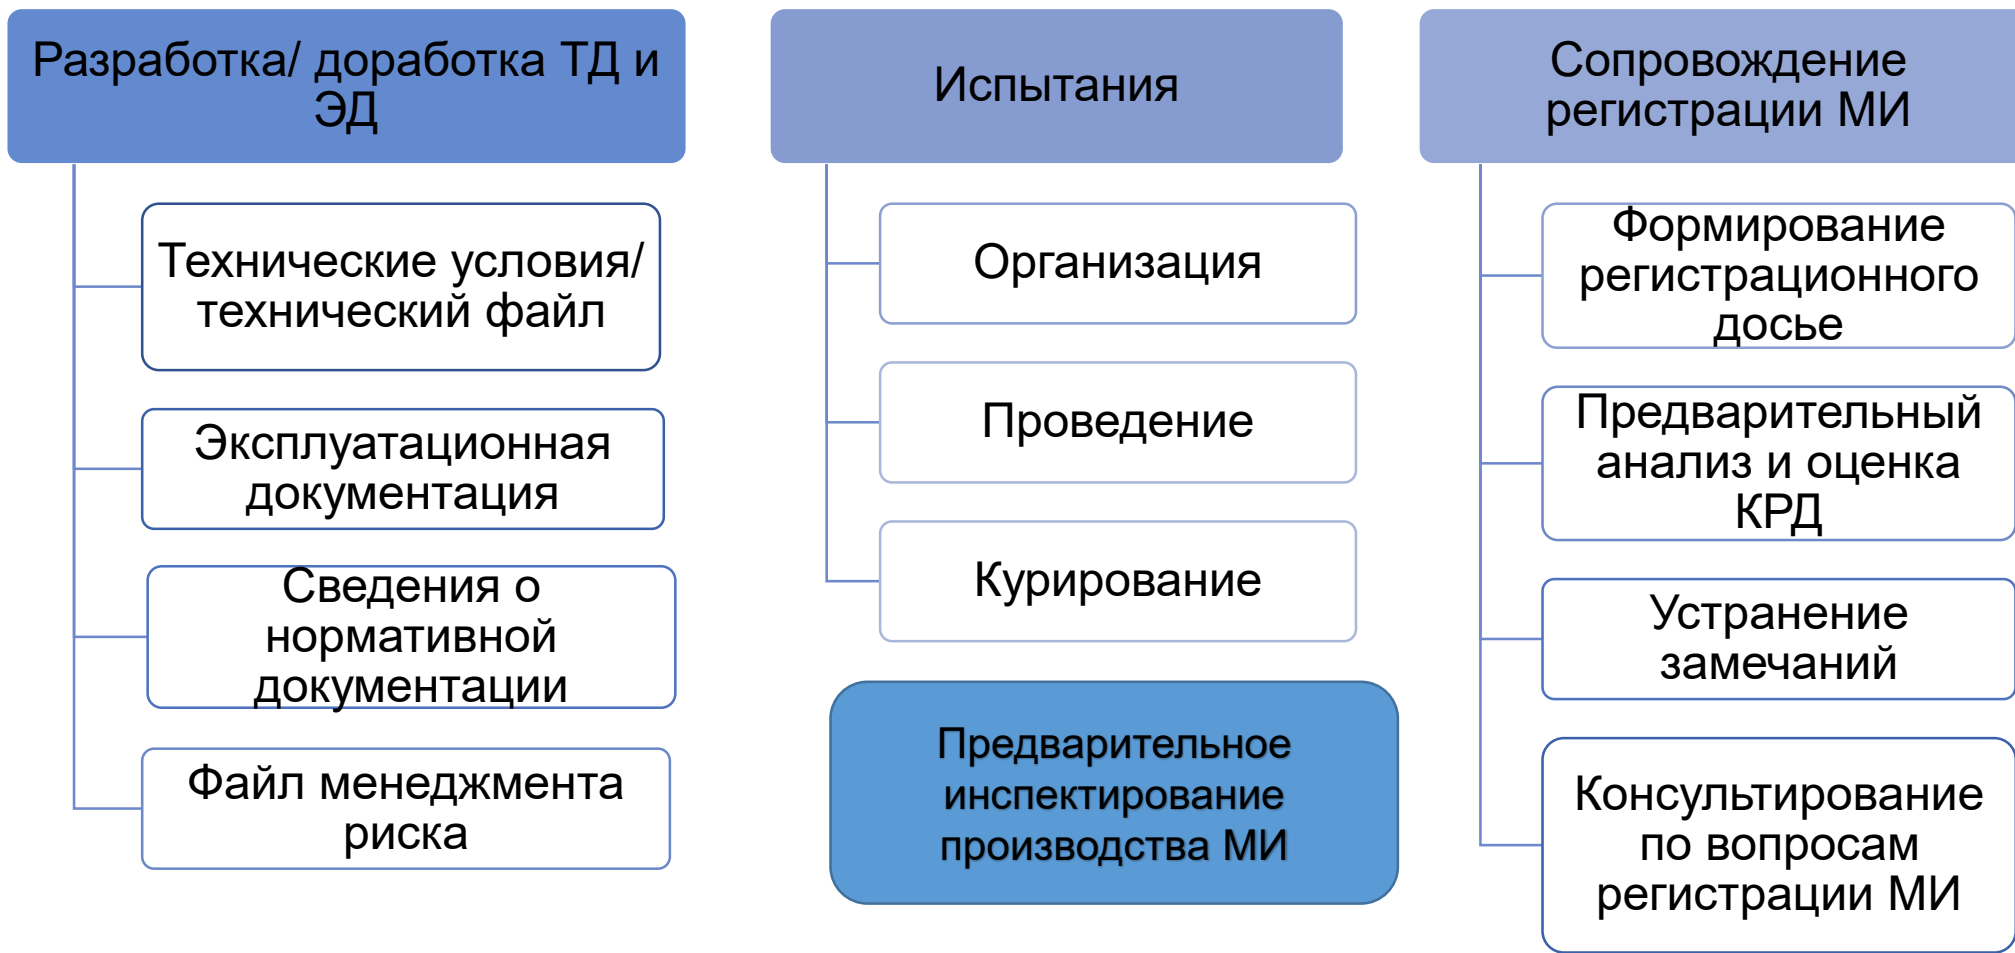 Разработка/ доработка ТД и
ЭД
Технические условия/
технический файл
Эксплуатационная
документация
Сведения о
нормативной
документации
Файл менеджмента
риска
Испытания
Организация
Проведение
Курирование
Предварительное
инспектирование
производства МИ
Сопровождение
регистрации МИ
Формирование
регистрационного
досье
Предварительный
анализ и оценка
КРД
Устранение
замечаний
Консультирование
по вопросам
регистрации МИ